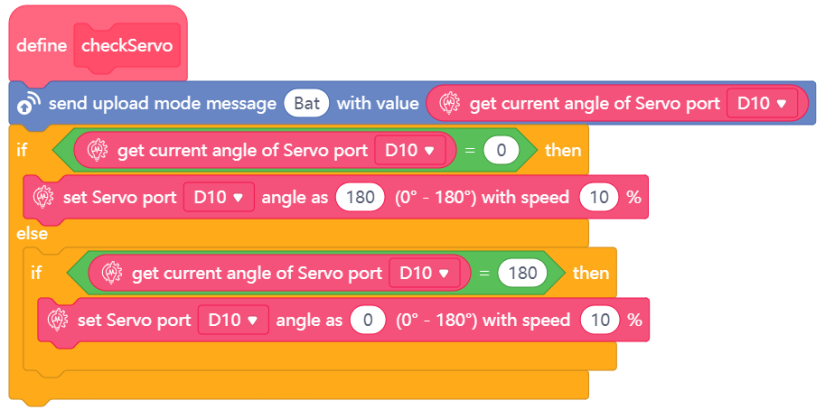 define checkServo
send upload mode message Bat with value get current angle of Servo port D10
if get current angle of Servo port D10 = 0 then
set Servo port D10 angle as 180 (0° - 180°) with speed 10 %
else
if get current angle of Servo port D10 = 180 then
set Servo port D10 angle as 0 (0° - 180°) with speed 10 %